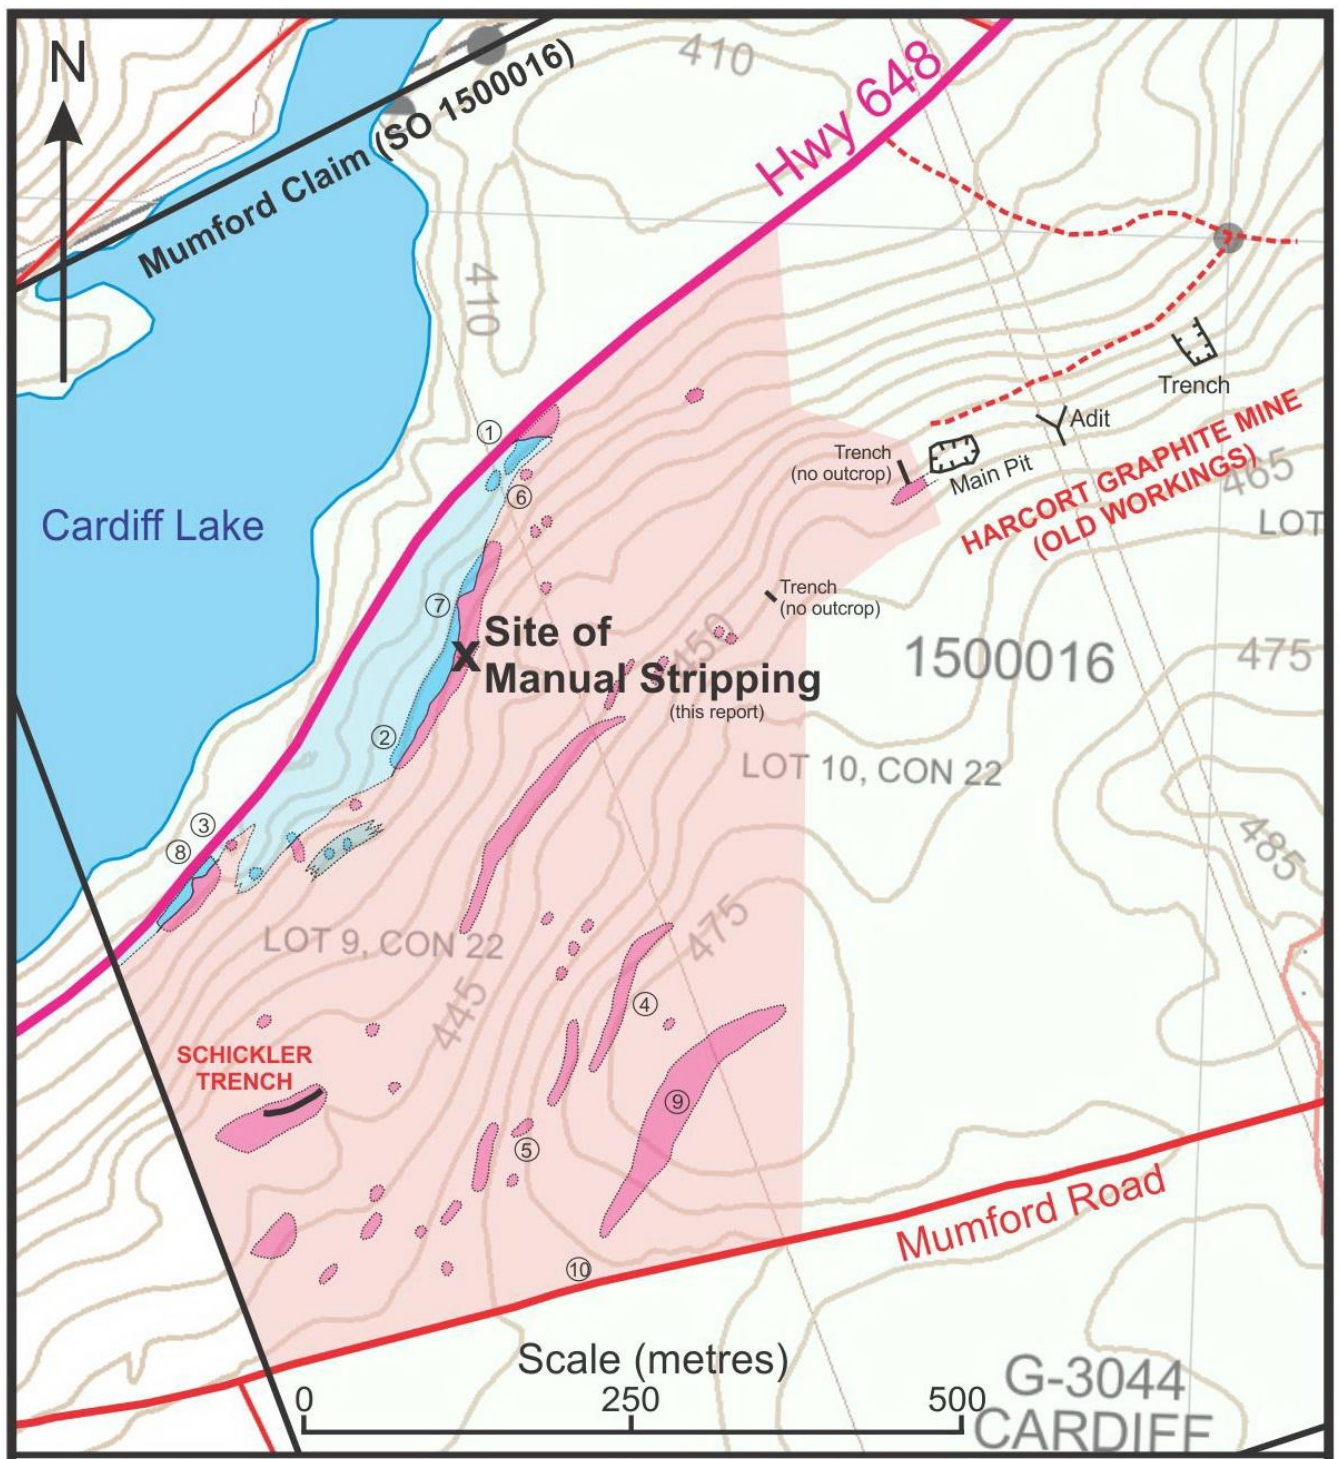 N
410
Hwy 648
Mumford Claim (SO 1500016)
410
Trench
Adit
①
Trench
(no outcrop)
Main Pit
HARCORT GRAPHITE MINE
(OLD WORKINGS)
465
LOT
⑥
Cardiff Lake
Trench
(no outcrop)
⑦
X
Site of
Manual Stripping
(this report)
450
1500016
475
②
LOT 10, CON 22
③
⑧
485
LOT 9, CON 22
475
④
445
SCHICKLER
TRENCH
⑨
⑤
Mumford Road
⑩
Scale (metres)
0 250 500
G-3044
CARDIFF